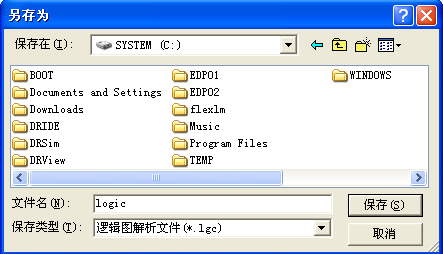 另存为
保存在(I):
SYSTEM (C:)
BOOT
Documents and Settings
Downloads
DRIDE
DRSim
DRView
EDPO1
EDPO2
flexlm
Music
Program Files
TEMP
WINDOWS
文件名(N):
logic
保存(S)
保存类型(T):
逻辑图解析文件(*.lgc)
取消